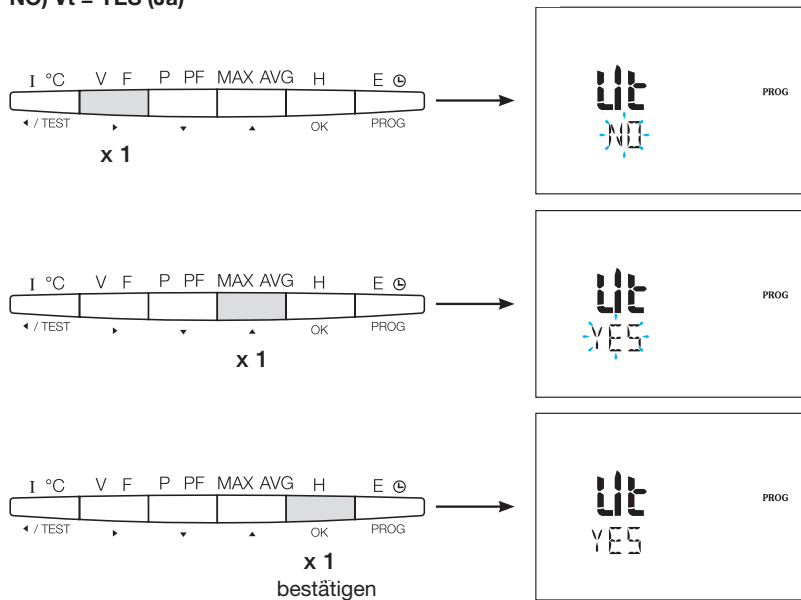 NO) Vt = YES (Ja)
I °C V F P PF MAX AVG H E
/ TEST OK PROG
x 1
Vt
NO
PROG
I °C V F P PF MAX AVG H E
/ TEST OK PROG
x 1
Vt
YES
PROG
I °C V F P PF MAX AVG H E
/ TEST OK PROG
x 1
bestätigen
Vt
YES
PROG